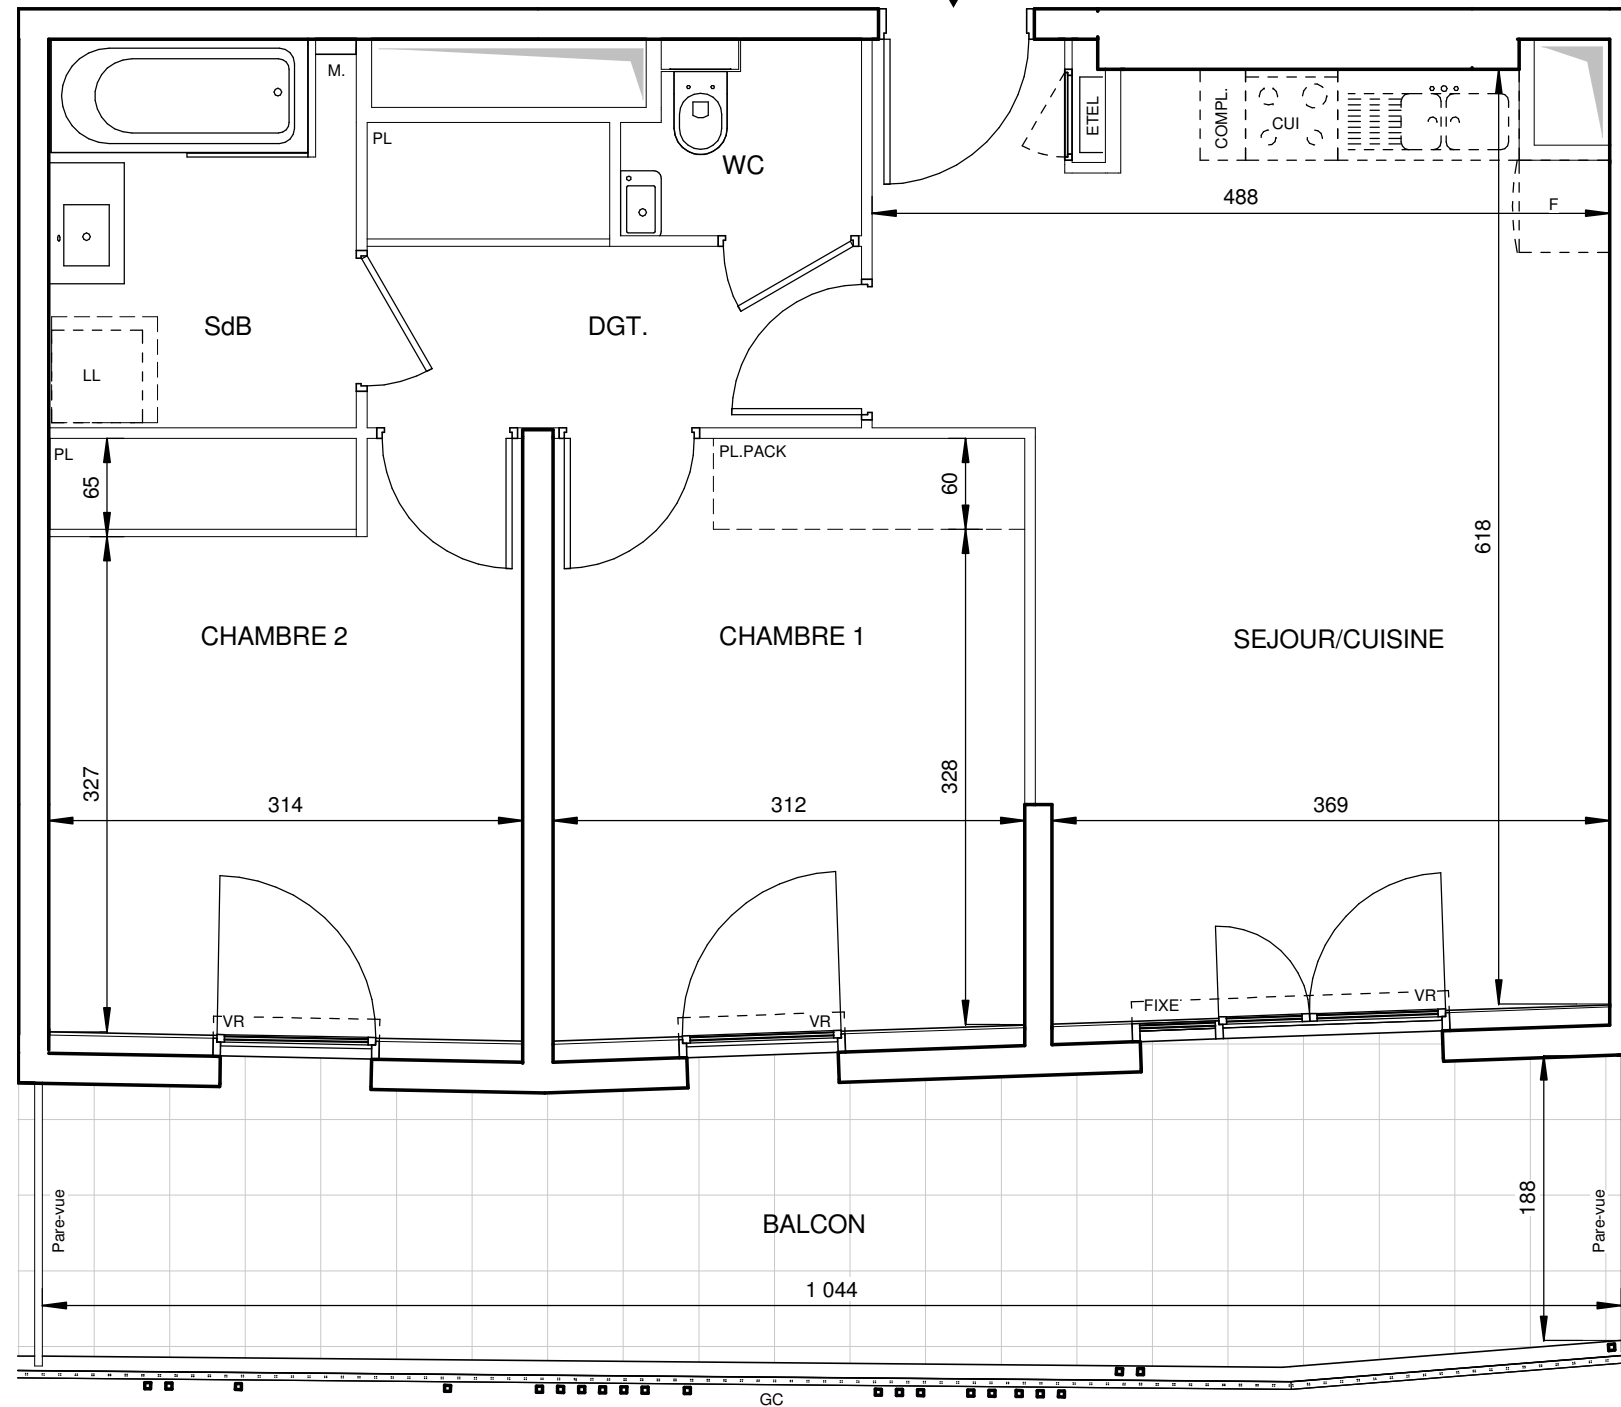 M.
PL
WC
ETEL
COMPL.
CUI
488
F
SdB
DGT.
LL
PL
65
PL.PACK
60
618
CHAMBRE 2
CHAMBRE 1
SEJOUR/CUISINE
327
314
312
328
369
VR
VR
FIXE
VR
Pare-vue
BALCON
188
Pare-vue
1 044
GC